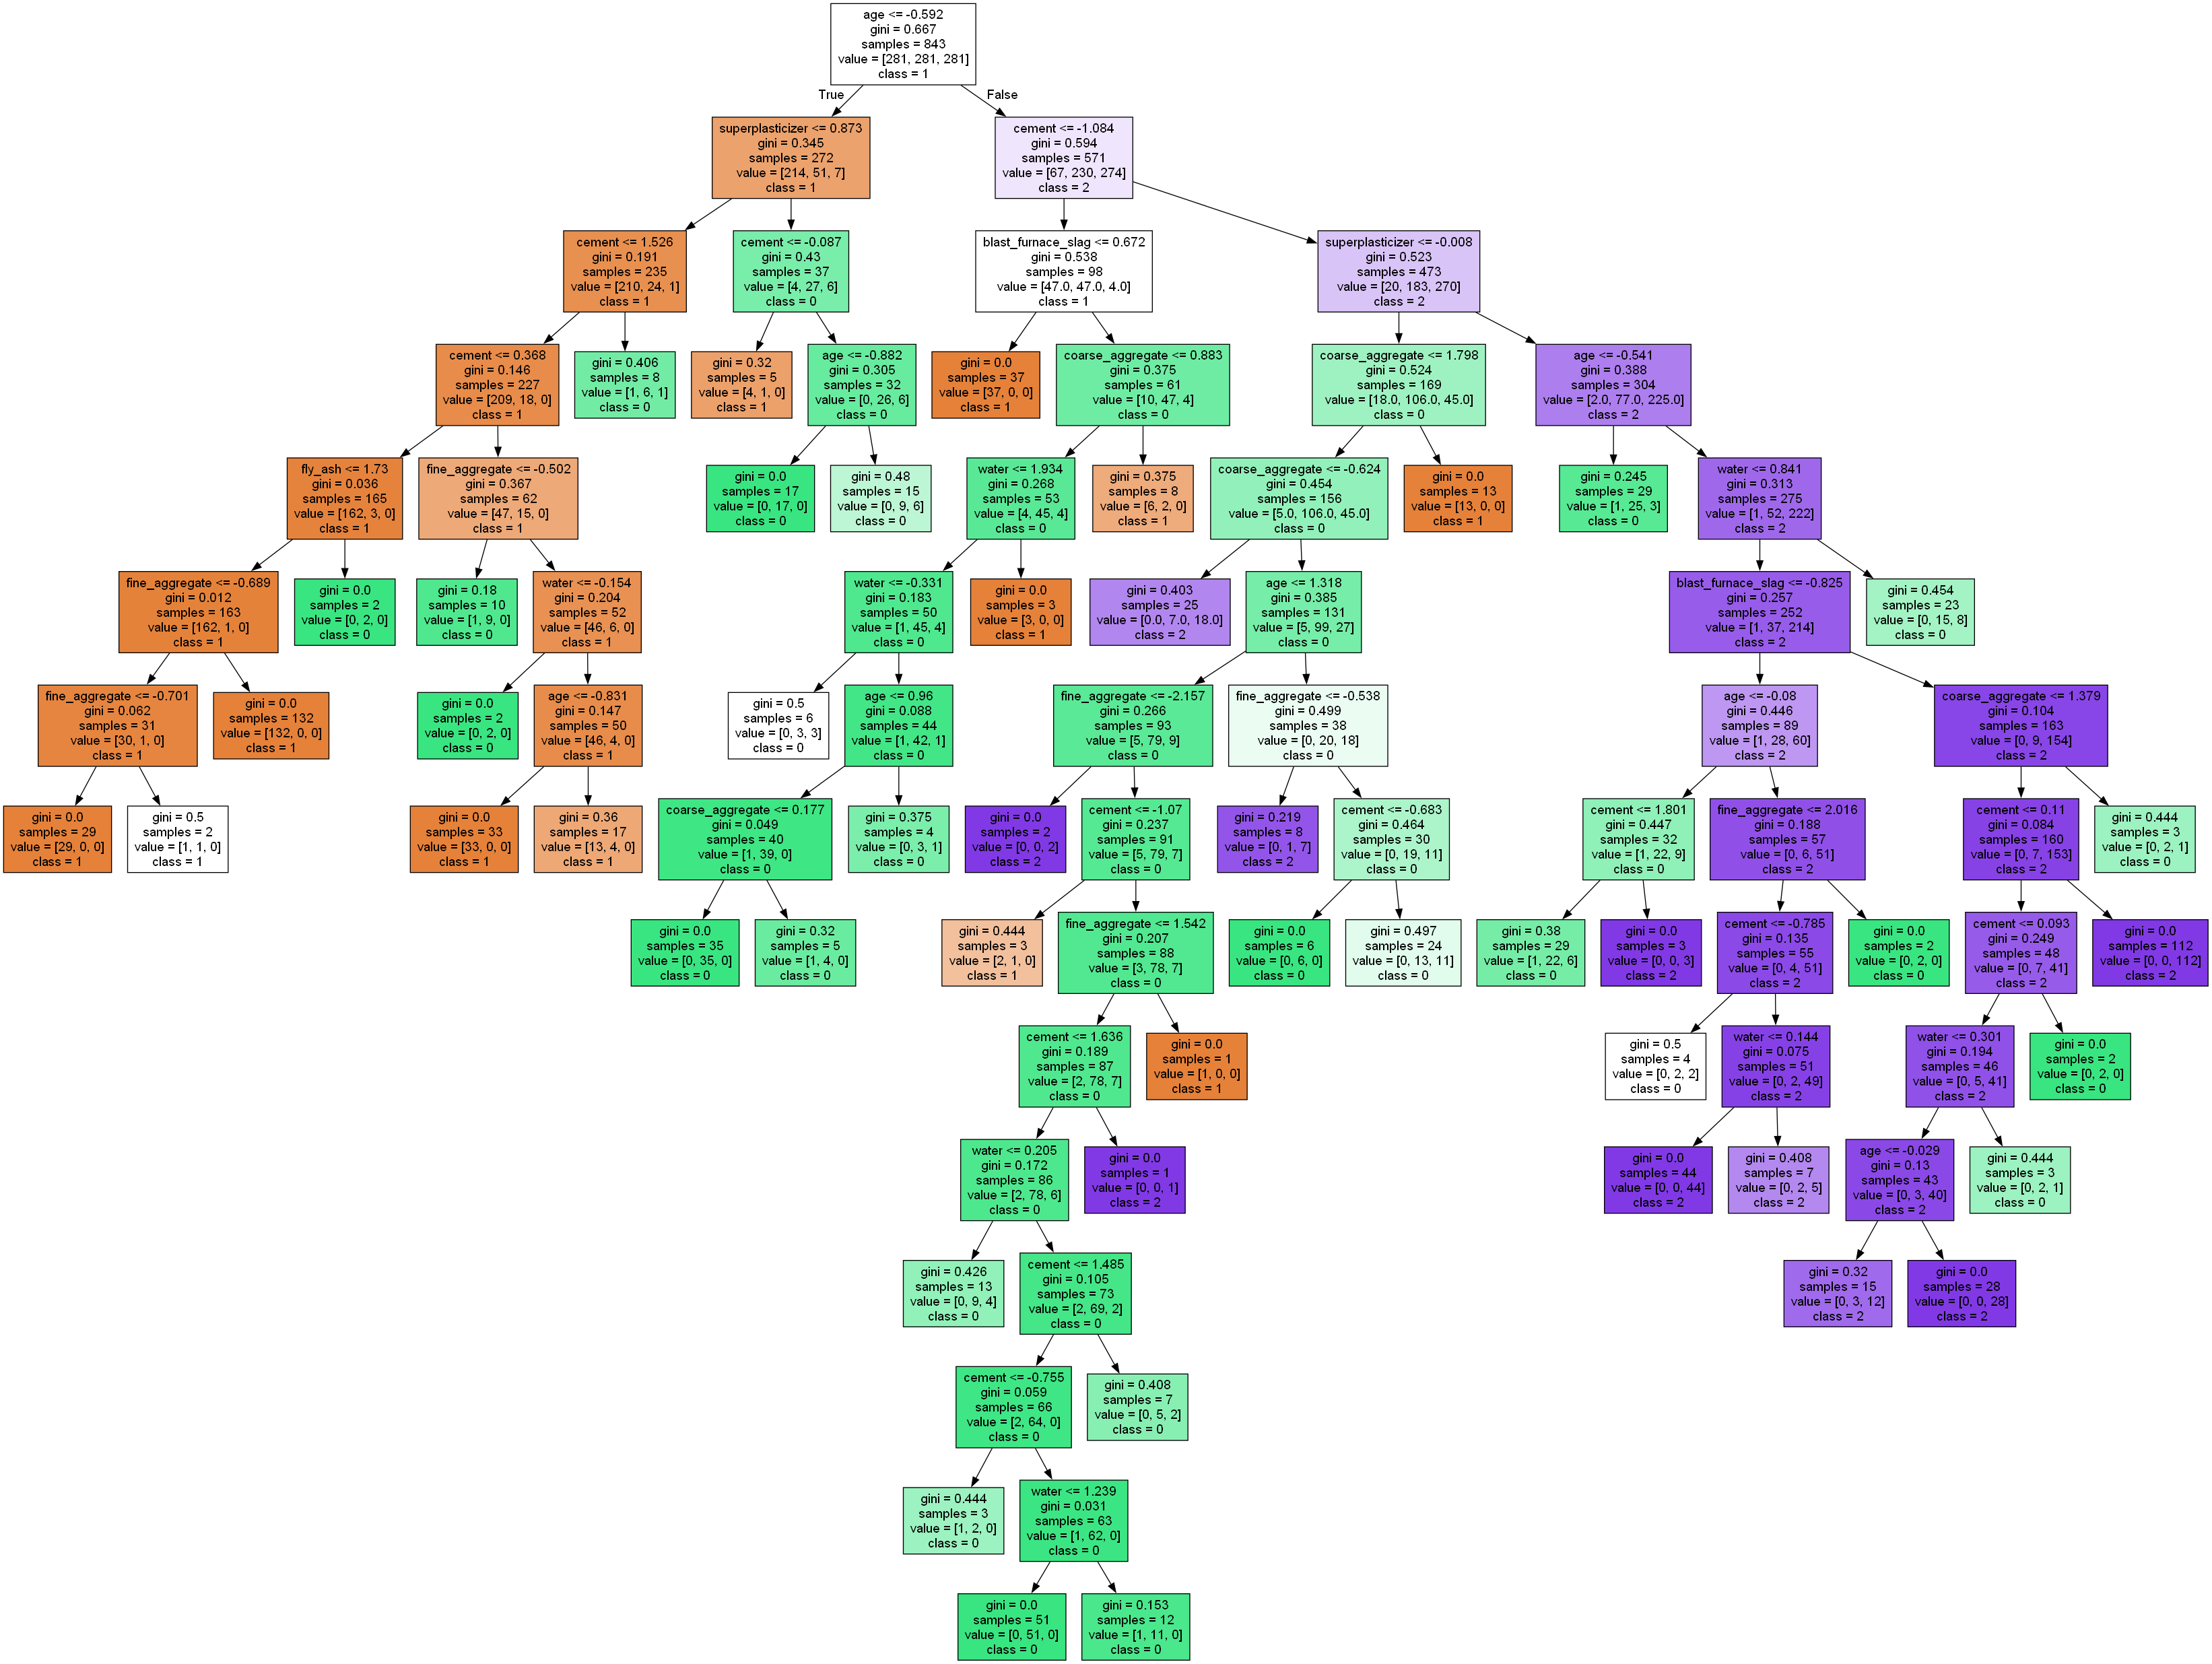 age <= -0.592
gini = 0.667
samples = 843
value = [281, 281, 281]
class = 1
True
False
superplasticizer <= 0.873
gini = 0.345
samples = 272
value = [214, 51, 7]
class = 1
cement <= -1.084
gini = 0.594
samples = 571
value = [67, 230, 274]
class = 2
cement <= 1.526
gini = 0.191
samples = 235
value = [210, 24, 1]
class = 1
cement <= -0.087
gini = 0.43
samples = 37
value = [4, 27, 6]
class = 0
blast_furnace_slag <= 0.672
gini = 0.538
samples = 98
value = [47.0, 47.0, 4.0]
class = 1
superplasticizer <= -0.008
gini = 0.523
samples = 473
value = [20, 183, 270]
class = 2
cement <= 0.368
gini = 0.146
samples = 227
value = [209, 18, 0]
class = 1
gini = 0.406
samples = 8
value = [1, 6, 1]
class = 0
gini = 0.32
samples = 5
value = [4, 1, 0]
class = 1
age <= -0.882
gini = 0.305
samples = 32
value = [0, 26, 6]
class = 0
gini = 0.0
samples = 37
value = [37, 0, 0]
class = 1
coarse_aggregate <= 0.883
gini = 0.375
samples = 61
value = [10, 47, 4]
class = 0
coarse_aggregate <= 1.798
gini = 0.524
samples = 169
value = [18.0, 106.0, 45.0]
class = 0
age <= -0.541
gini = 0.388
samples = 304
value = [2.0, 77.0, 225.0]
class = 2
fly_ash <= 1.73
gini = 0.036
samples = 165
value = [162, 3, 0]
class = 1
fine_aggregate <= -0.502
gini = 0.367
samples = 62
value = [47, 15, 0]
class = 1
gini = 0.0
samples = 17
value = [0, 17, 0]
class = 0
gini = 0.48
samples = 15
value = [0, 9, 6]
class = 0
water <= 1.934
gini = 0.268
samples = 53
value = [4, 45, 4]
class = 0
gini = 0.375
samples = 8
value = [6, 2, 0]
class = 1
coarse_aggregate <= -0.624
gini = 0.454
samples = 156
value = [5.0, 106.0, 45.0]
class = 0
gini = 0.0
samples = 13
value = [13, 0, 0]
class = 1
gini = 0.245
samples = 29
value = [1, 25, 3]
class = 0
water <= 0.841
gini = 0.313
samples = 275
value = [1, 52, 222]
class = 2
fine_aggregate <= -0.689
gini = 0.012
samples = 163
value = [162, 1, 0]
class = 1
gini = 0.0
samples = 2
value = [0, 2, 0]
class = 0
gini = 0.18
samples = 10
value = [1, 9, 0]
class = 0
water <= -0.154
gini = 0.204
samples = 52
value = [46, 6, 0]
class = 1
water <= -0.331
gini = 0.183
samples = 50
value = [1, 45, 4]
class = 0
gini = 0.0
samples = 3
value = [3, 0, 0]
class = 1
gini = 0.403
samples = 25
value = [0.0, 7.0, 18.0]
class = 2
age <= 1.318
gini = 0.385
samples = 131
value = [5, 99, 27]
class = 0
blast_furnace_slag <= -0.825
gini = 0.257
samples = 252
value = [1, 37, 214]
class = 2
gini = 0.454
samples = 23
value = [0, 15, 8]
class = 0
fine_aggregate <= -0.701
gini = 0.062
samples = 31
value = [30, 1, 0]
class = 1
gini = 0.0
samples = 132
value = [132, 0, 0]
class = 1
gini = 0.0
samples = 2
value = [0, 2, 0]
class = 0
age <= -0.831
gini = 0.147
samples = 50
value = [46, 4, 0]
class = 1
gini = 0.5
samples = 6
value = [0, 3, 3]
class = 0
age <= 0.96
gini = 0.088
samples = 44
value = [1, 42, 1]
class = 0
fine_aggregate <= -2.157
gini = 0.266
samples = 93
value = [5, 79, 9]
class = 0
fine_aggregate <= -0.538
gini = 0.499
samples = 38
value = [0, 20, 18]
class = 0
age <= -0.08
gini = 0.446
samples = 89
value = [1, 28, 60]
class = 2
coarse_aggregate <= 1.379
gini = 0.104
samples = 163
value = [0, 9, 154]
class = 2
gini = 0.0
samples = 29
value = [29, 0, 0]
class = 1
gini = 0.5
samples = 2
value = [1, 1, 0]
class = 1
gini = 0.0
samples = 33
value = [33, 0, 0]
class = 1
gini = 0.36
samples = 17
value = [13, 4, 0]
class = 1
coarse_aggregate <= 0.177
gini = 0.049
samples = 40
value = [1, 39, 0]
class = 0
gini = 0.375
samples = 4
value = [0, 3, 1]
class = 0
gini = 0.0
samples = 2
value = [0, 0, 2]
class = 2
cement <= -1.07
gini = 0.237
samples = 91
value = [5, 79, 7]
class = 0
gini = 0.219
samples = 8
value = [0, 1, 7]
class = 2
cement <= -0.683
gini = 0.464
samples = 30
value = [0, 19, 11]
class = 0
cement <= 1.801
gini = 0.447
samples = 32
value = [1, 22, 9]
class = 0
fine_aggregate <= 2.016
gini = 0.188
samples = 57
value = [0, 6, 51]
class = 2
cement <= 0.11
gini = 0.084
samples = 160
value = [0, 7, 153]
class = 2
gini = 0.444
samples = 3
value = [0, 2, 1]
class = 0
gini = 0.0
samples = 35
value = [0, 35, 0]
class = 0
gini = 0.32
samples = 5
value = [1, 4, 0]
class = 0
gini = 0.444
samples = 3
value = [2, 1, 0]
class = 1
fine_aggregate <= 1.542
gini = 0.207
samples = 88
value = [3, 78, 7]
class = 0
gini = 0.0
samples = 6
value = [0, 6, 0]
class = 0
gini = 0.497
samples = 24
value = [0, 13, 11]
class = 0
gini = 0.38
samples = 29
value = [1, 22, 6]
class = 0
gini = 0.0
samples = 3
value = [0, 0, 3]
class = 2
cement <= -0.785
gini = 0.135
samples = 55
value = [0, 4, 51]
class = 2
gini = 0.0
samples = 2
value = [0, 2, 0]
class = 0
cement <= 0.093
gini = 0.249
samples = 48
value = [0, 7, 41]
class = 2
gini = 0.0
samples = 112
value = [0, 0, 112]
class = 2
cement <= 1.636
gini = 0.189
samples = 87
value = [2, 78, 7]
class = 0
gini = 0.0
samples = 1
value = [1, 0, 0]
class = 1
gini = 0.5
samples = 4
value = [0, 2, 2]
class = 0
water <= 0.144
gini = 0.075
samples = 51
value = [0, 2, 49]
class = 2
water <= 0.301
gini = 0.194
samples = 46
value = [0, 5, 41]
class = 2
gini = 0.0
samples = 2
value = [0, 2, 0]
class = 0
water <= 0.205
gini = 0.172
samples = 86
value = [2, 78, 6]
class = 0
gini = 0.0
samples = 1
value = [0, 0, 1]
class = 2
gini = 0.0
samples = 44
value = [0, 0, 44]
class = 2
gini = 0.408
samples = 7
value = [0, 2, 5]
class = 2
age <= -0.029
gini = 0.13
samples = 43
value = [0, 3, 40]
class = 2
gini = 0.444
samples = 3
value = [0, 2, 1]
class = 0
gini = 0.426
samples = 13
value = [0, 9, 4]
class = 0
cement <= 1.485
gini = 0.105
samples = 73
value = [2, 69, 2]
class = 0
gini = 0.32
samples = 15
value = [0, 3, 12]
class = 2
gini = 0.0
samples = 28
value = [0, 0, 28]
class = 2
cement <= -0.755
gini = 0.059
samples = 66
value = [2, 64, 0]
class = 0
gini = 0.408
samples = 7
value = [0, 5, 2]
class = 0
gini = 0.444
samples = 3
value = [1, 2, 0]
class = 0
water <= 1.239
gini = 0.031
samples = 63
value = [1, 62, 0]
class = 0
gini = 0.0
samples = 51
value = [0, 51, 0]
class = 0
gini = 0.153
samples = 12
value = [1, 11, 0]
class = 0